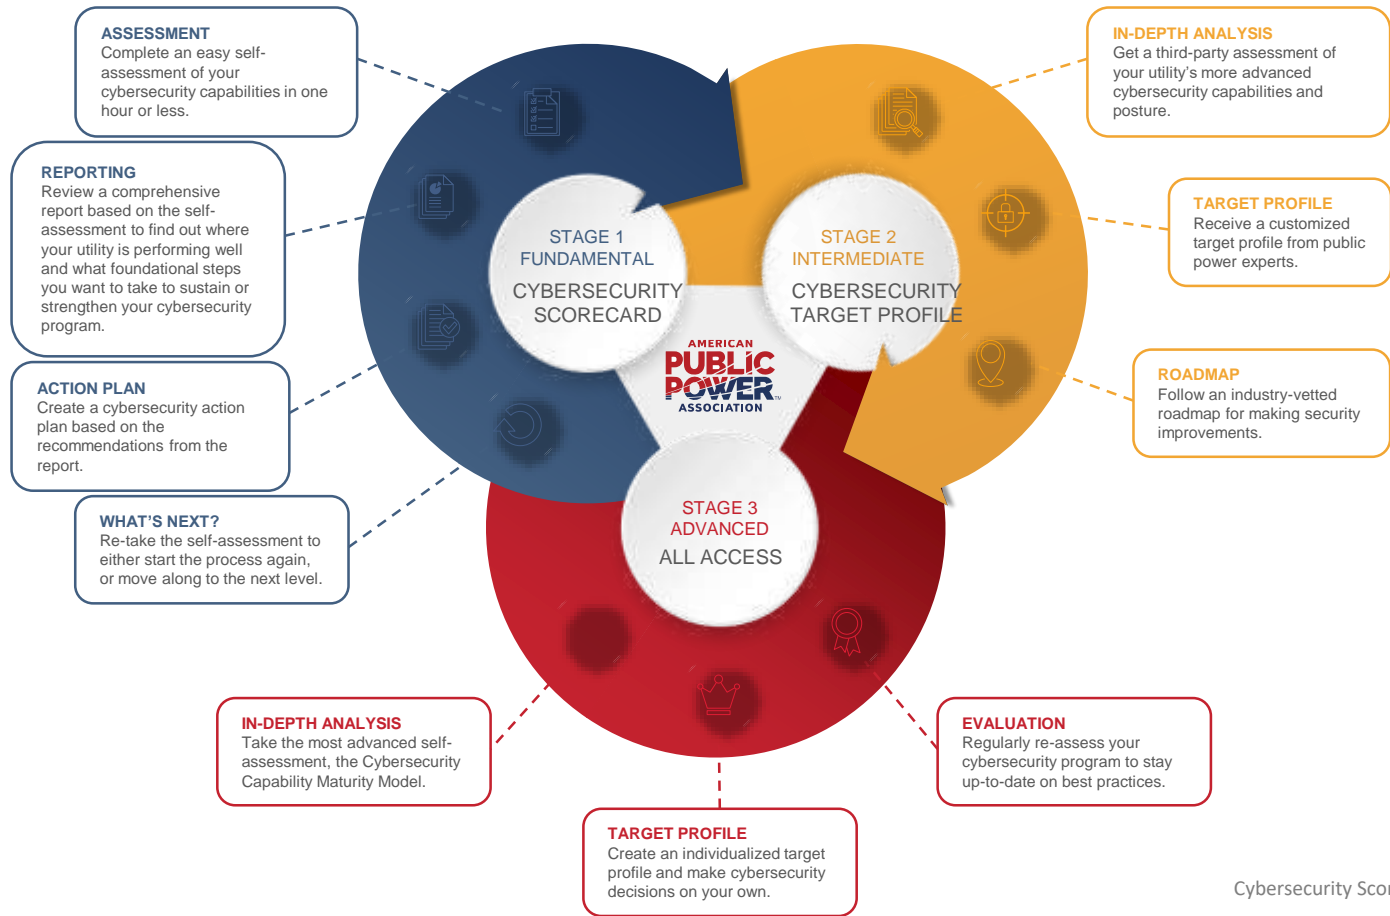 ASSESSMENT
Complete an easy self-
assessment of your
cybersecurity capabilities in one
hour or less.
REPORTING
Review a comprehensive
report based on the self-
assessment to find out where
your utility is performing well
and what foundational steps
you want to take to sustain or
strengthen your cybersecurity
program.
ACTION PLAN
Create a cybersecurity action
plan based on the
recommendations from the
report.
WHAT’S NEXT?
Re-take the self-assessment to
either start the process again,
or move along to the next level.
STAGE 1
FUNDAMENTAL
CYBERSECURITY
SCORECARD
STAGE 2
INTERMEDIATE
CYBERSECURITY
TARGET PROFILE
AMERICAN
PUBLIC
POWER™
ASSOCIATION
STAGE 3
ADVANCED
ALL ACCESS
IN-DEPTH ANALYSIS
Get a third-party assessment of
your utility’s more advanced
cybersecurity capabilities and
posture.
TARGET PROFILE
Receive a customized
target profile from public
power experts.
ROADMAP
Follow an industry-vetted
roadmap for making security
improvements.
IN-DEPTH ANALYSIS
Take the most advanced self-
assessment, the Cybersecurity
Capability Maturity Model.
TARGET PROFILE
Create an individualized target
profile and make cybersecurity
decisions on your own.
EVALUATION
Regularly re-assess your
cybersecurity program to stay
up-to-date on best practices.
Cybersecurity Scor